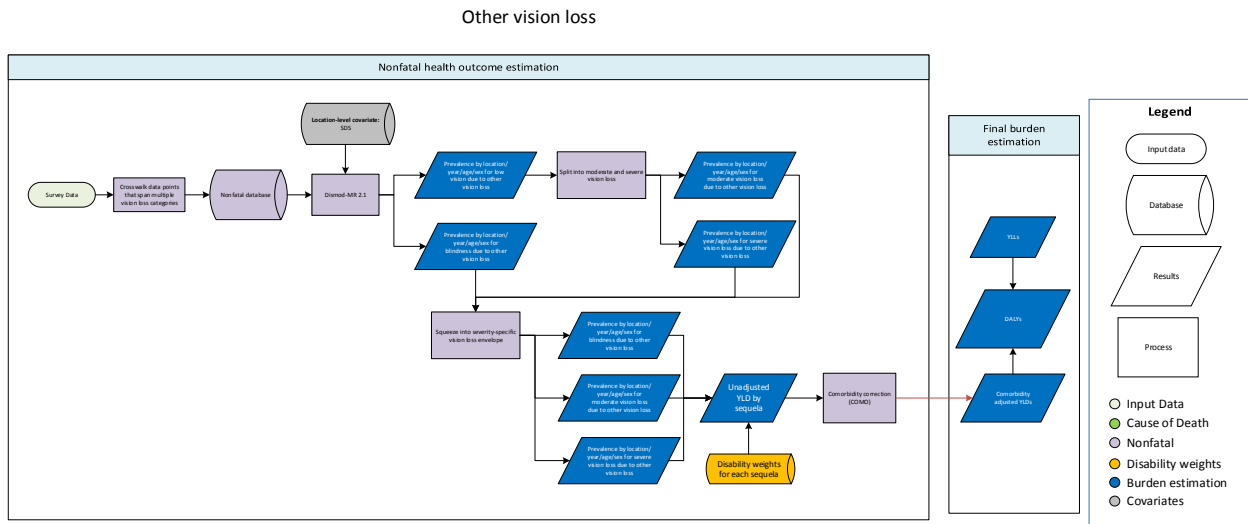 Other vision loss
Nonfatal health outcome estimation
Location-level covariate:
SDS
Survey Data
Crosswalk data points
that span multiple
vision loss categories
Nonfatal database
Dismod-MR 2.1
Prevalence by location/
year/age/sex for low
vision due to other
vision loss
Split into moderate and severe
vision loss
Prevalence by location/
year/age/sex for
moderate vision loss
due to other vision loss
Prevalence by location/
year/age/sex for
blindness due to other
vision loss
Prevalence by location/
year/age/sex for severe
vision loss due to other
vision loss
Squeeze into severity-specific
vision loss envelope
Prevalence by location/
year/age/sex for
blindness due to other
vision loss
Prevalence by location/
year/age/sex for
moderate vision loss
due to other vision loss
Prevalence by location/
year/age/sex for severe
vision loss due to other
vision loss
Unadjusted
YLD by
sequela
Disability weights
for each sequela
Comorbidity correction
(COMO)
Final burden
estimation
YLLs
DALYs
Comorbidity
adjusted YLDs
Legend
Input data
Database
Results
Process
Input Data
Cause of Death
Nonfatal
Disability weights
Burden estimation
Covariates